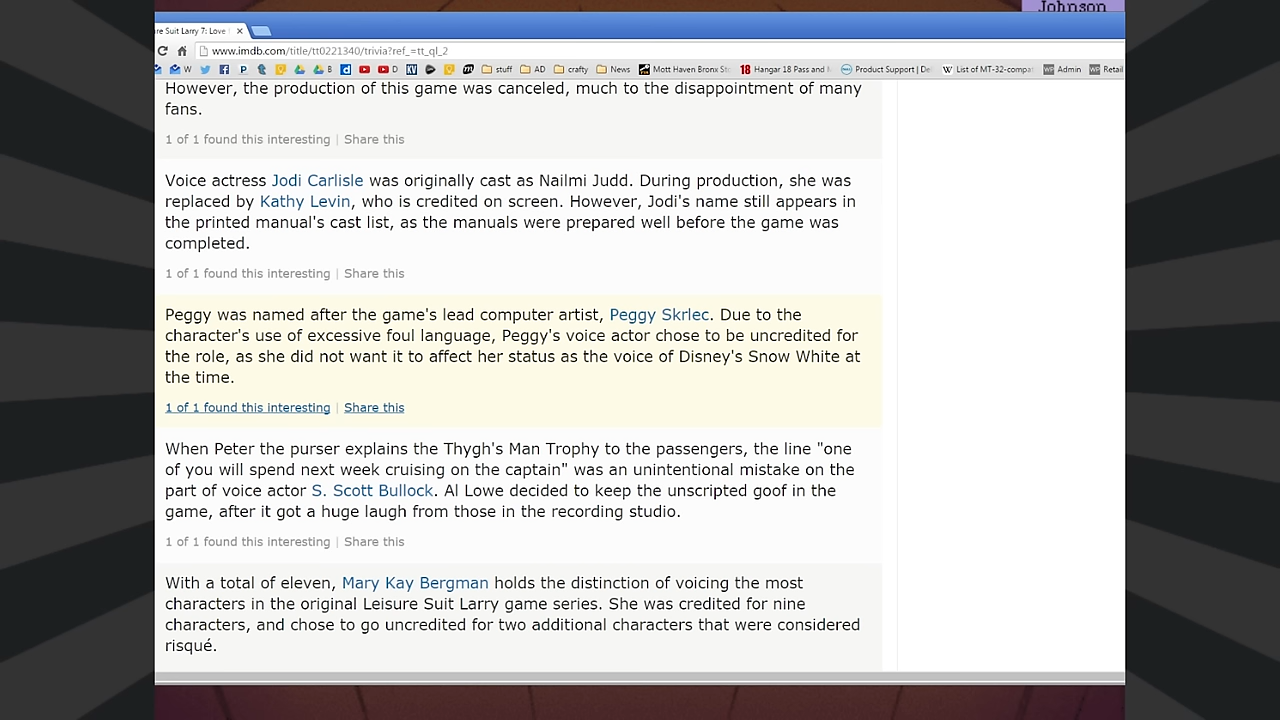 Johnson
re Suit Larry 7: Love
www.imdb.com/title/tt0221340/trivia?ref_=tt_ql_2
W B D stuff AD crafty News Mott Haven Bronx St 18 Hangar 18 Pass and Product Support | De W List of MT-32-compa WP Admin WP Retail
However, the production of this game was canceled, much to the disappointment of many
fans.
1 of 1 found this interesting | Share this
Voice actress Jodi Carlisle was originally cast as Nailmi Judd. During production, she was
replaced by Kathy Levin, who is credited on screen. However, Jodi's name still appears in
the printed manual's cast list, as the manuals were prepared well before the game was
completed.
1 of 1 found this interesting | Share this
Peggy was named after the game's lead computer artist, Peggy Skrlec. Due to the
character's use of excessive foul language, Peggy's voice actor chose to be uncredited for
the role, as she did not want it to affect her status as the voice of Disney's Snow White at
the time.
1 of 1 found this interesting | Share this
When Peter the purser explains the Thygh's Man Trophy to the passengers, the line "one
of you will spend next week cruising on the captain" was an unintentional mistake on the
part of voice actor S. Scott Bullock. Al Lowe decided to keep the unscripted goof in the
game, after it got a huge laugh from those in the recording studio.
1 of 1 found this interesting | Share this
With a total of eleven, Mary Kay Bergman holds the distinction of voicing the most
characters in the original Leisure Suit Larry game series. She was credited for nine
characters, and chose to go uncredited for two additional characters that were considered
risqué.